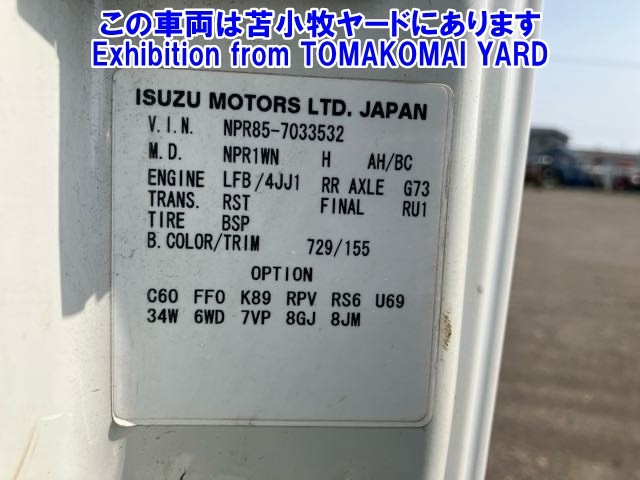 この車両は苫小牧ヤードにあります
Exhibition from TOMAKOMAI YARD
ISUZU MOTORS LTD. JAPAN
V.I.N. NPR85-7033532
M.D. NPR1WN H AH/BC
ENGINE LFB/4JJ1 RR AXLE G73
TRANS. RST FINAL RU1
TIRE BSP
B.COLOR/TRIM 729/155
OPTION
C60 FF0 K89 RPV RS6 U69
34W 6WD 7VP 8GJ 8JM